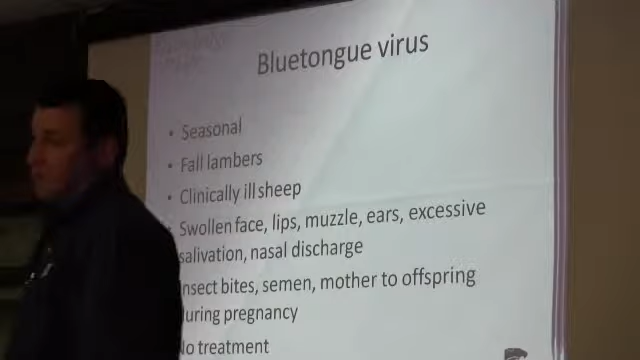 Bluetongue virus
• Seasonal
• Fall lambers
• Clinically ill sheep
• Swollen face, lips, muzzle, ears, excessive
salivation, nasal discharge
Insect bites, semen, mother to offspring
during pregnancy
No treatment